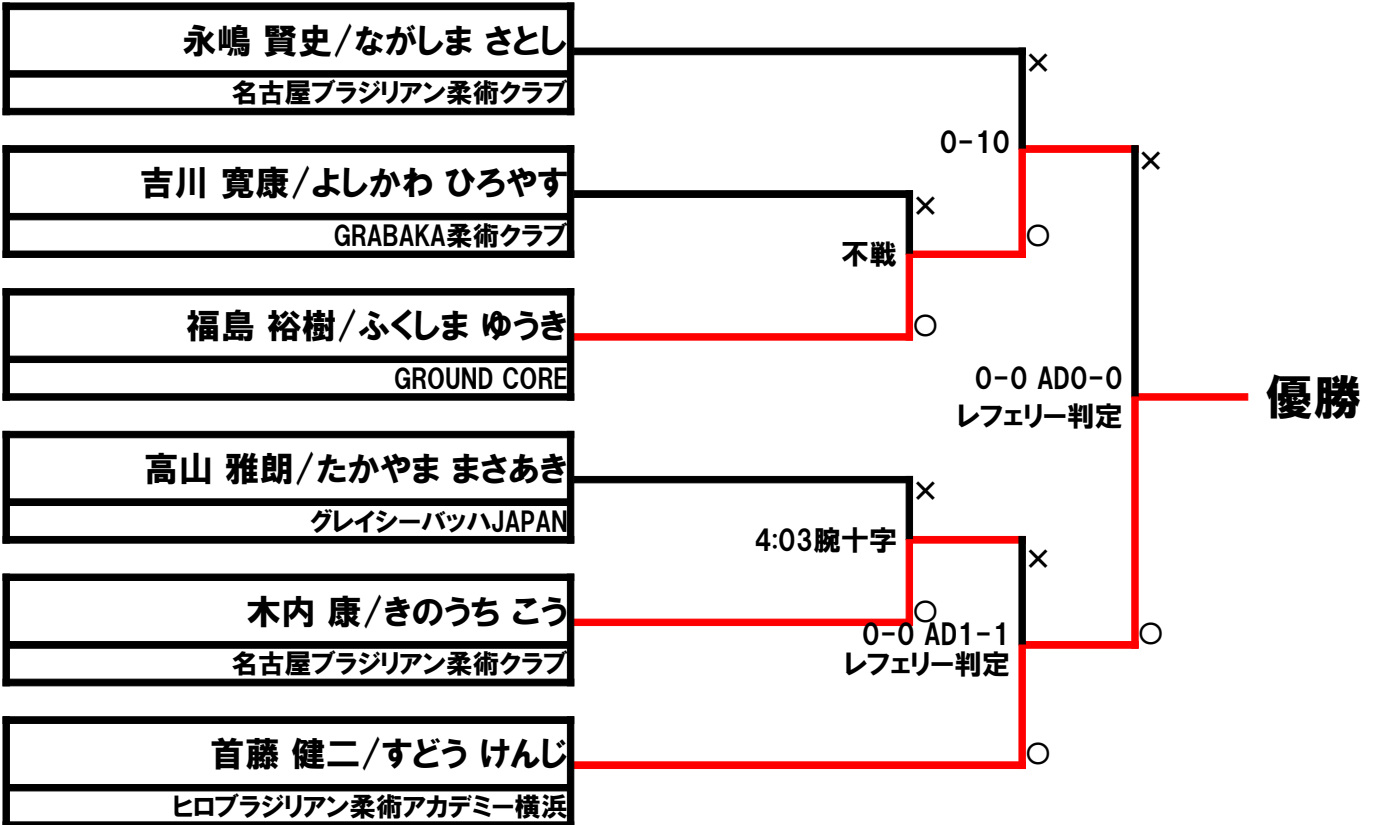 永嶋 賢史/ながしま さとし
名古屋ブラジリアン柔術クラブ
吉川 寛康/よしかわ ひろやす
GRABAKA柔術クラブ
福島 裕樹/ふくしま ゆうき
GROUND CORE
高山 雅朗/たかやま まさあき
グレイシーバッハJAPAN
木内 康/きのうち こう
名古屋ブラジリアン柔術クラブ
首藤 健二/すどう けんじ
ヒロブラジリアン柔術アカデミー横浜
×
不戦
○
×
4:03腕十字
○
×
0-10
○
×
0-0 AD1-1
レフェリー判定
○
×
0-0 AD0-0
レフェリー判定
○
優勝